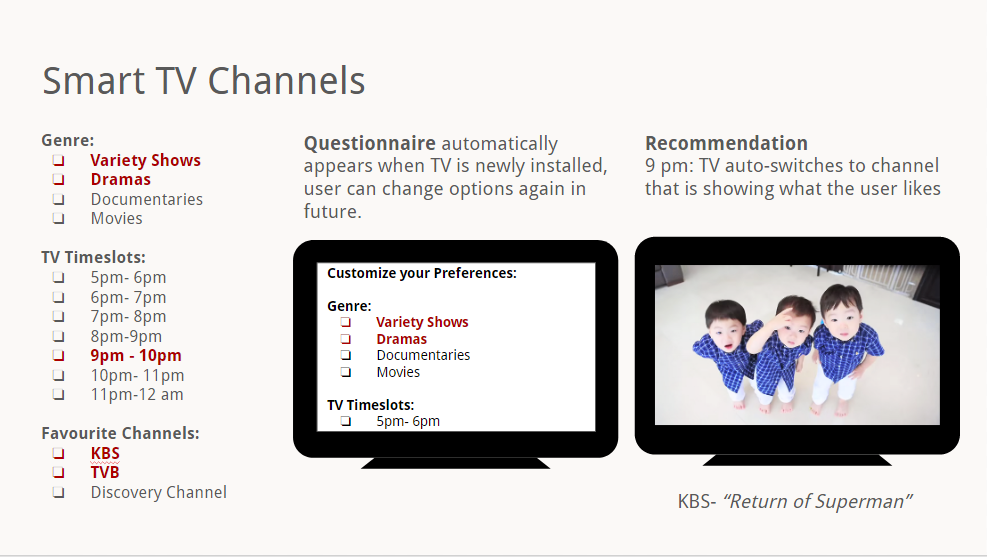 Smart TV Channels
Genre:
Variety Shows
Dramas
Documentaries
Movies
TV Timeslots:
5pm- 6pm
6pm- 7pm
7pm- 8pm
8pm-9pm
9pm - 10pm
10pm- 11pm
11pm-12 am
Favourite Channels:
KBS
TVB
Discovery Channel
Questionnaire automatically
appears when TV is newly installed,
user can change options again in
future.
Customize your Preferences:
Genre:
Variety Shows
Dramas
Documentaries
Movies
TV Timeslots:
5pm- 6pm
Recommendation
9 pm: TV auto-switches to channel
that is showing what the user likes
KBS- “Return of Superman”